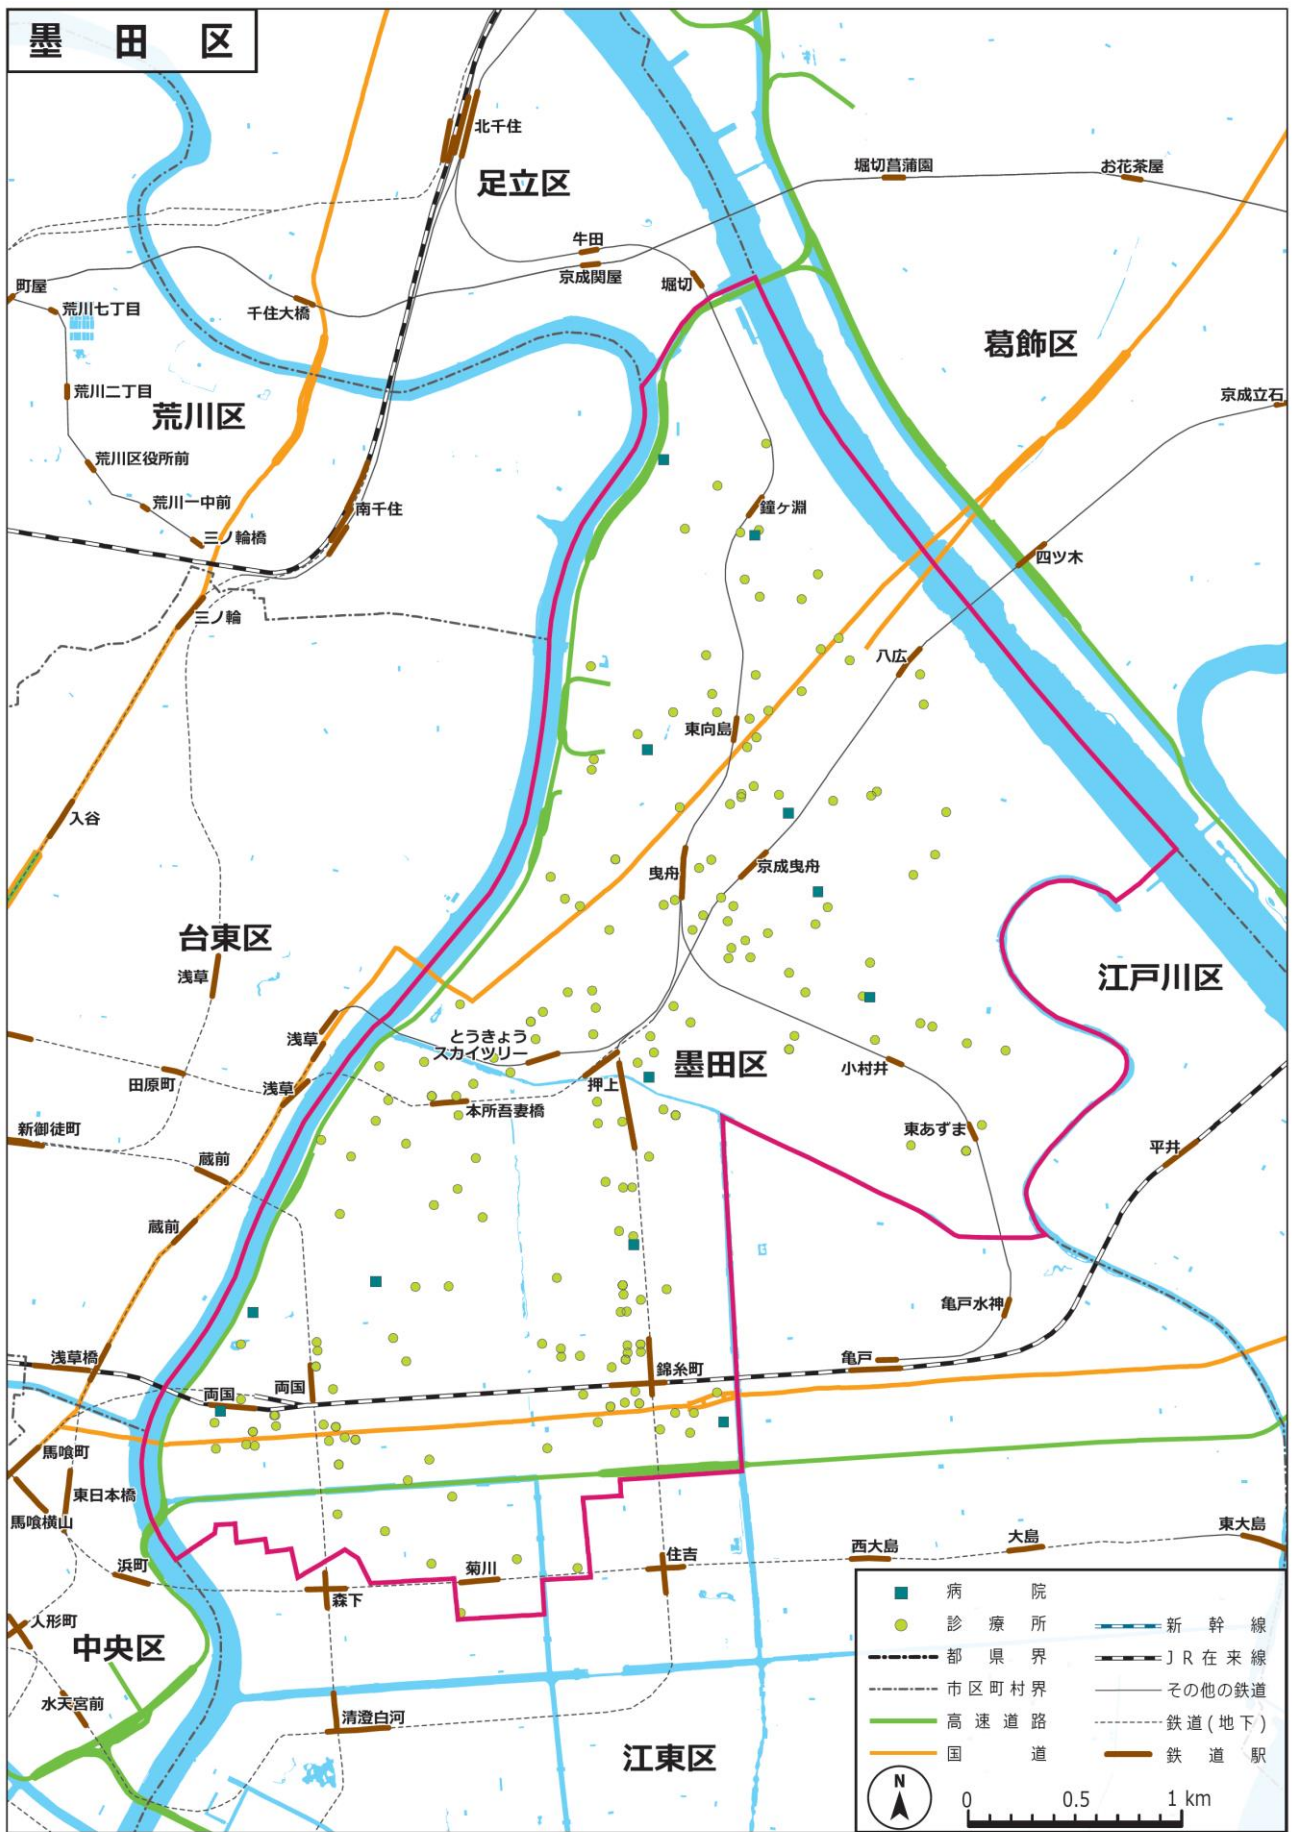 墨田区
北千住
足立区
堀切菖蒲園
お花茶屋
牛田
京成関屋
堀切
町屋
荒川七丁目
千住大橋
葛飾区
荒川二丁目
荒川区
京成立石
荒川区役所前
荒川一中前
南千住
鐘ヶ淵
三ノ輪橋
四ツ木
三ノ輪
八広
東向島
入谷
曳舟
京成曳舟
台東区
浅草
江戸川区
浅草
とうきょう
スカイツリー
墨田区
小村井
田原町
浅草
押上
本所吾妻橋
新御徒町
東あずま
平井
蔵前
蔵前
亀戸水神
浅草橋
錦糸町
亀戸
両国
両国
馬喰町
東日本橋
馬喰横山
東大島
大島
西大島
住吉
浜町
菊川
森下
人形町
中央区
水天宮前
清澄白河
江東区
病院
診療所
都県界
市区町村界
高速道路
国道
新幹線
JR在来線
その他の鉄道
鉄道(地下)
鉄道駅
N
0 0.5 1 km